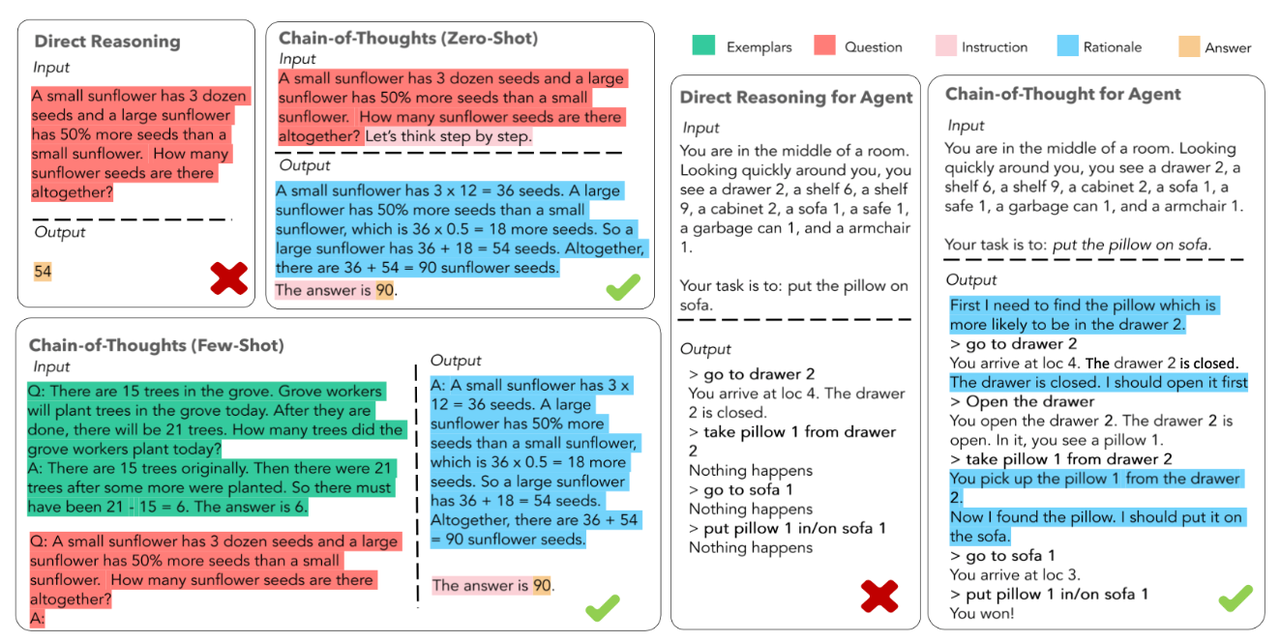 Direct Reasoning
Input
A small sunflower has 3 dozen
seeds and a large sunflower
has 50% more seeds than a
small sunflower.  How many
sunflower seeds are there
altogether?
Output
54
Chain-of-Thoughts (Zero-Shot)
Input
A small sunflower has 3 dozen seeds and a large
sunflower has 50% more seeds than a small
sunflower.  How many sunflower seeds are there
altogether? Let's think step by step.
Output
A small sunflower has 3 x 12 = 36 seeds. A large
sunflower has 50% more seeds than a small
sunflower, which is 36 x 0.5 = 18 more seeds. So a
large sunflower has 36 + 18 = 54 seeds. Altogether,
there are 36 + 54 = 90 sunflower seeds.
The answer is 90.
Chain-of-Thoughts (Few-Shot)
Input
Q: There are 15 trees in the grove. Grove workers
will plant trees in the grove today. After they are
done, there will be 21 trees. How many trees did the
grove workers plant today?
A: There are 15 trees originally. Then there were 21
trees after some more were planted. So there must
have been 21 - 15 = 6. The answer is 6.
Q: A small sunflower has 3 dozen seeds and a large
sunflower has 50% more seeds than a small
sunflower.  How many sunflower seeds are there
altogether?
A:
Output
A: A small sunflower has 3 x
12 = 36 seeds. A large
sunflower has 50% more
seeds than a small sunflower,
which is 36 x 0.5 = 18 more
seeds. So a large sunflower
has 36 + 18 = 54 seeds.
Altogether, there are 36 + 54
= 90 sunflower seeds.
The answer is 90.
Exemplars Question Instruction Rationale Answer
Direct Reasoning for Agent
Input
You are in the middle of a room.
Looking quickly around you, you
see a drawer 2, a shelf 6, a shelf
9, a cabinet 2, a sofa 1, a safe 1,
a garbage can 1, and a armchair
1.
Your task is to: put the pillow on
sofa.
Output
> go to drawer 2
You arrive at loc 4. The drawer
2 is closed.
> take pillow 1 from drawer
2
Nothing happens
> go to sofa 1
Nothing happens
> put pillow 1 in/on sofa 1
Nothing happens
Chain-of-Thought for Agent
Input
You are in the middle of a room. Looking
quickly around you, you see a drawer 2, a
shelf 6, a shelf 9, a cabinet 2, a sofa 1, a
safe 1, a garbage can 1, and a armchair 1.
Your task is to: put the pillow on sofa.
Output
First I need to find the pillow which is
more likely to be in the drawer 2.
> go to drawer 2
You arrive at loc 4. The drawer 2 is closed.
The drawer is closed. I should open it first
> Open the drawer
You open the drawer 2. The drawer 2 is
open. In it, you see a pillow 1.
> take pillow 1 from drawer 2
You pick up the pillow 1 from the drawer
2.
Now I found the pillow. I should put it on
the sofa.
> go to sofa 1
You arrive at loc 3.
> put pillow 1 in/on sofa 1
You won!